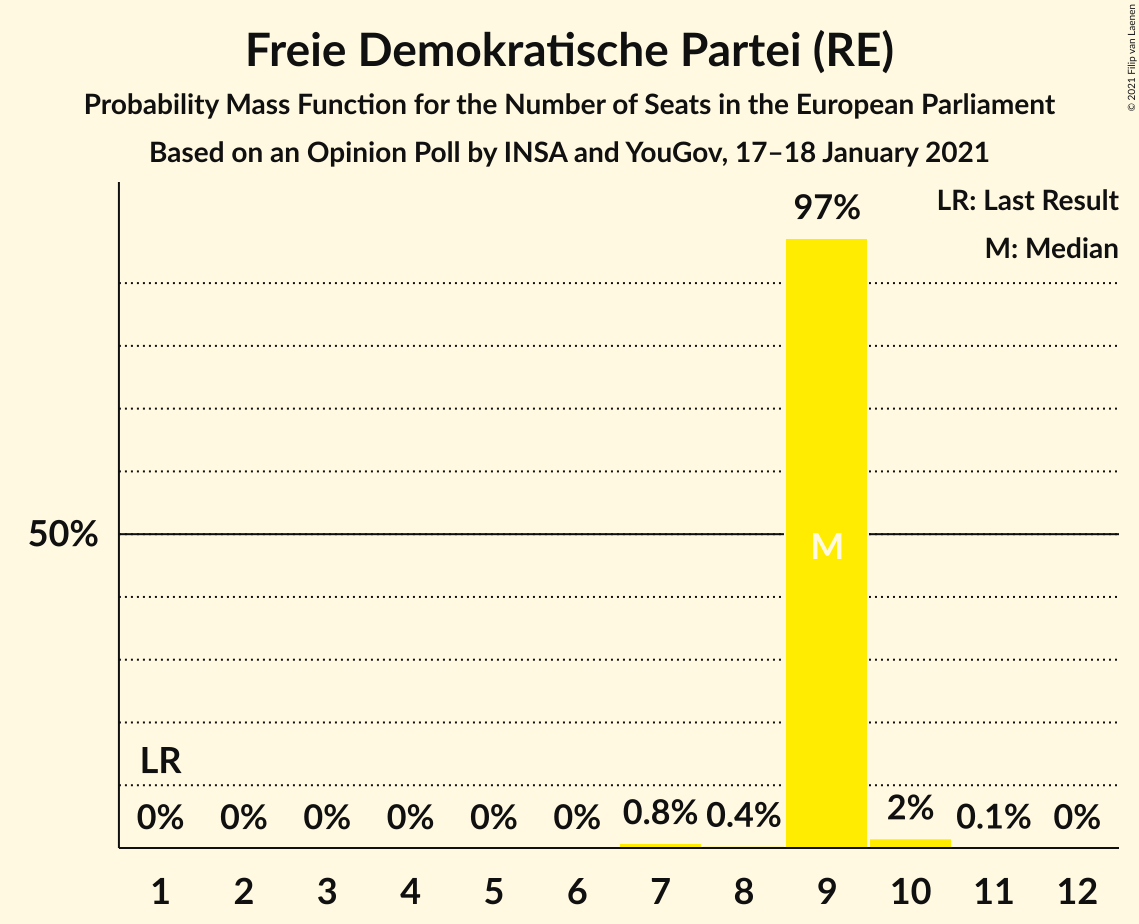 Freie Demokratische Partei (RE)
Probability Mass Function for the Number of Seats in the European Parliament
Based on an Opinion Poll by INSA and YouGov, 17–18 January 2021
© 2021 Filip van Laenen
LR: Last Result
M: Median
97%
50%
M
LR
0% 0% 0% 0% 0% 0% 0.8% 0.4% 2% 0.1% 0%
1 2 3 4 5 6 7 8 9 10 11 12